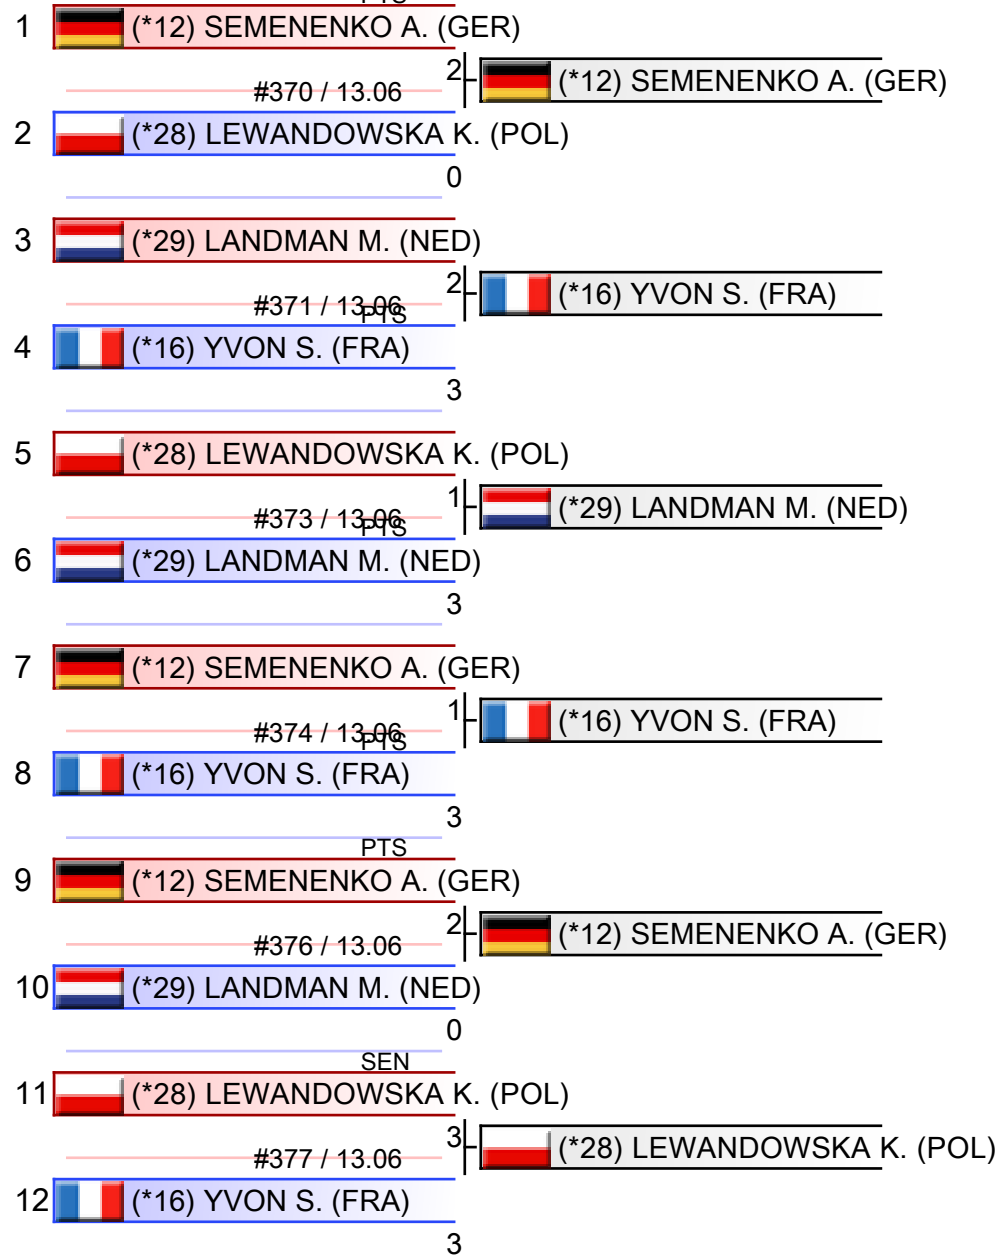 PTS
1 (*12) SEMENENKO A. (GER)
2 (*12) SEMENENKO A. (GER)
#370 / 13.06
2 (*28) LEWANDOWSKA K. (POL)
0
3 (*29) LANDMAN M. (NED)
2 (*16) YVON S. (FRA)
#371 / 13.06
PTS
4 (*16) YVON S. (FRA)
3
5 (*28) LEWANDOWSKA K. (POL)
1 (*29) LANDMAN M. (NED)
#373 / 13.06
PTS
6 (*29) LANDMAN M. (NED)
3
7 (*12) SEMENENKO A. (GER)
1 (*16) YVON S. (FRA)
#374 / 13.06
PTS
8 (*16) YVON S. (FRA)
3
PTS
9 (*12) SEMENENKO A. (GER)
2 (*12) SEMENENKO A. (GER)
#376 / 13.06
10 (*29) LANDMAN M. (NED)
0
SEN
11 (*28) LEWANDOWSKA K. (POL)
3 (*28) LEWANDOWSKA K. (POL)
#377 / 13.06
12 (*16) YVON S. (FRA)
3